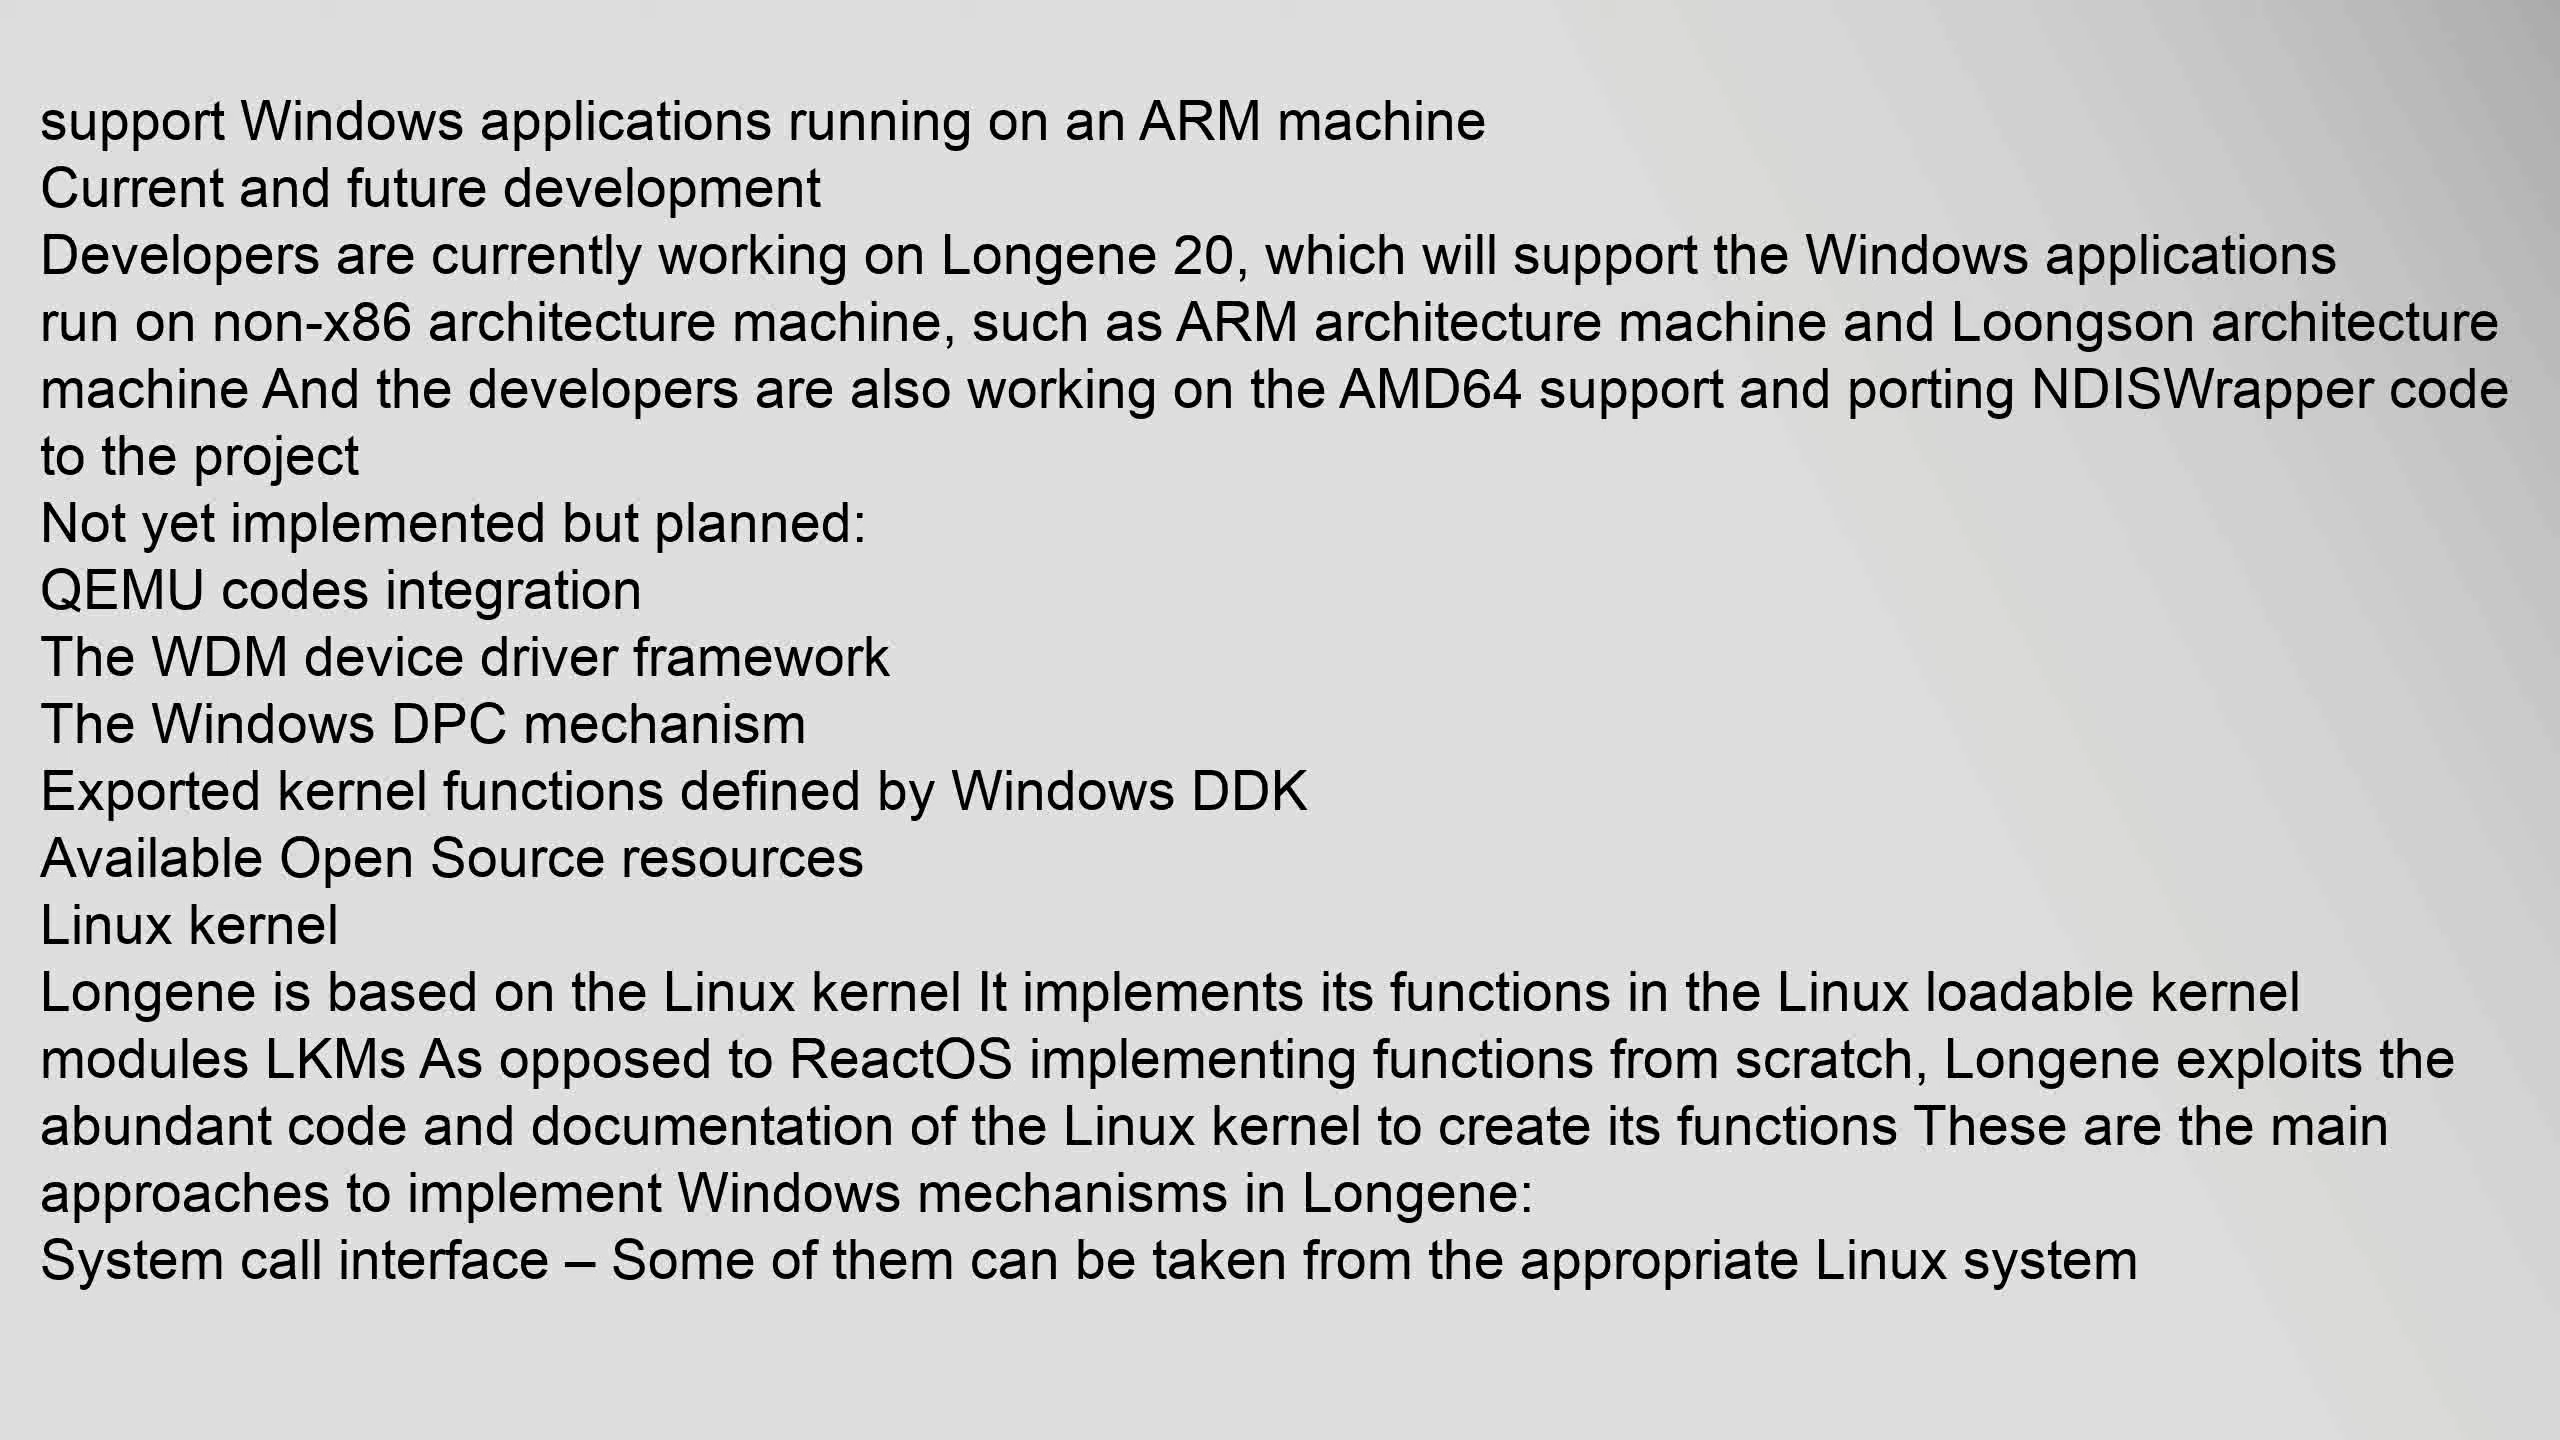 support Windows applications running on an ARM machine
Current and future development
Developers are currently working on Longene 20, which will support the Windows applications
run on non-x86 architecture machine, such as ARM architecture machine and Loongson architecture
machine And the developers are also working on the AMD64 support and porting NDISWrapper code
to the project
Not yet implemented but planned:
QEMU codes integration
The WDM device driver framework
The Windows DPC mechanism
Exported kernel functions defined by Windows DDK
Available Open Source resources
Linux kernel
Longene is based on the Linux kernel It implements its functions in the Linux loadable kernel
modules LKMs As opposed to ReactOS implementing functions from scratch, Longene exploits the
abundant code and documentation of the Linux kernel to create its functions These are the main
approaches to implement Windows mechanisms in Longene:
System call interface – Some of them can be taken from the appropriate Linux system